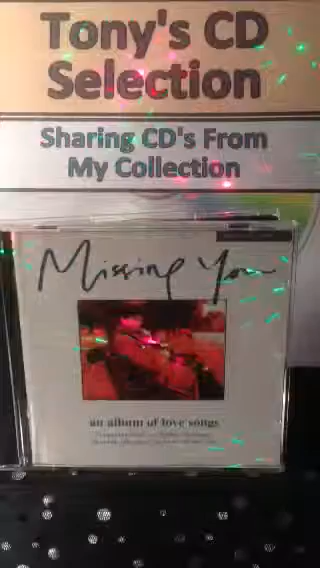 Tony's CD
Selection
Sharing CD's From
My Collection
Missing You
an album of love songs